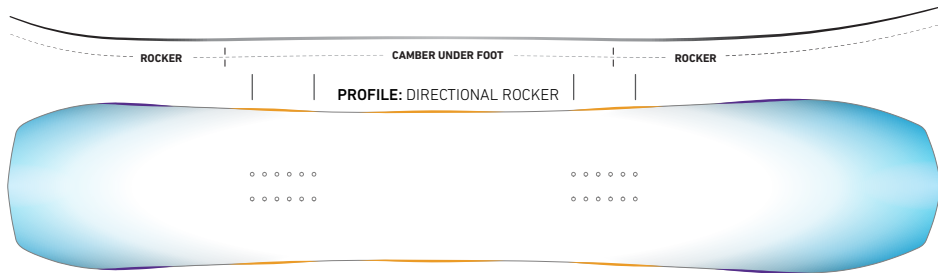 ROCKER
CAMBER UNDER FOOT
ROCKER
PROFILE: DIRECTIONAL ROCKER